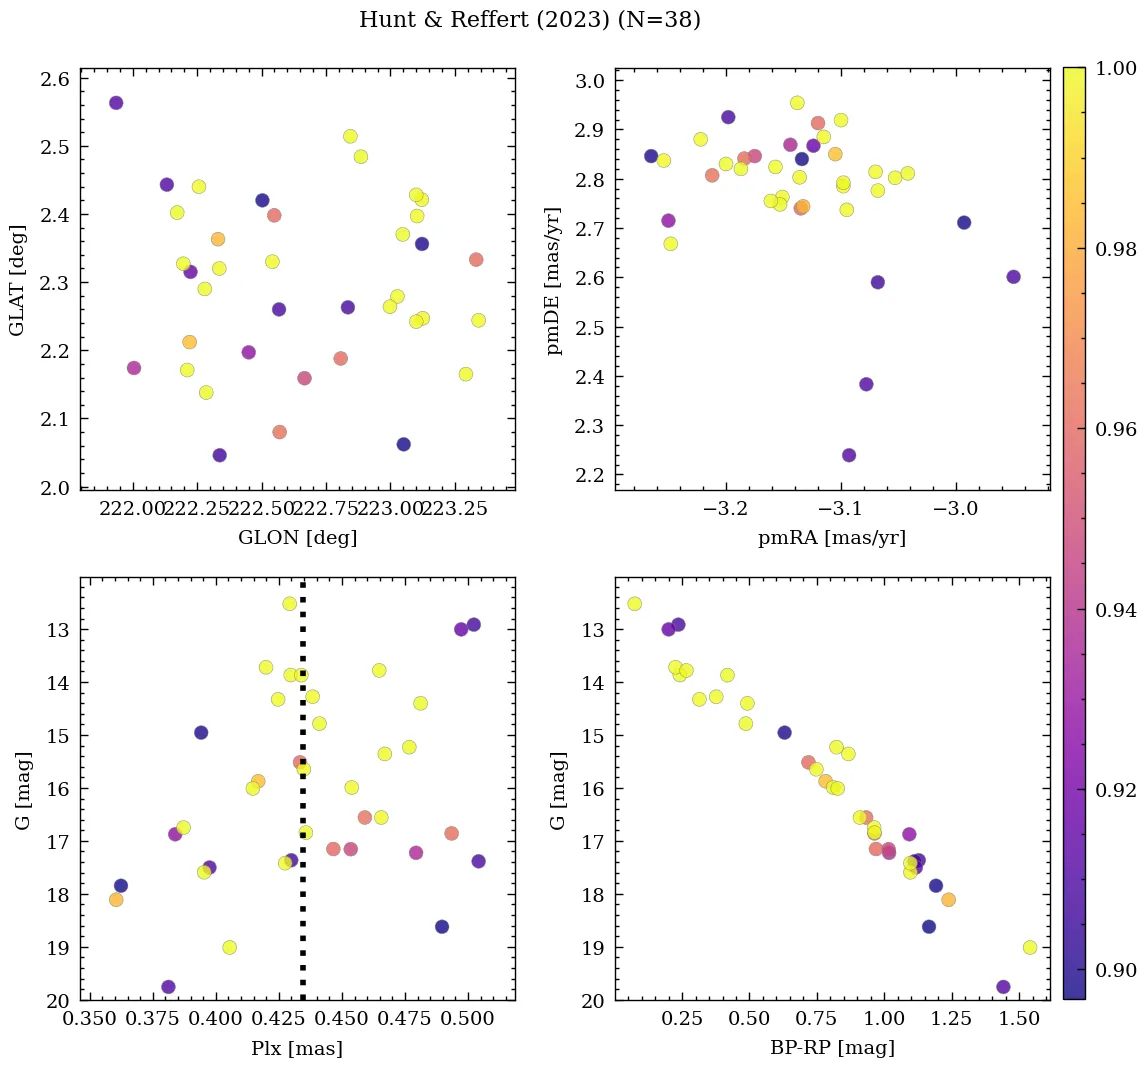 Hunt & Reffert (2023) (N=38)
2.6
2.5
2.4
2.3
2.2
2.1
2.0
GLAT [deg]
222.00 222.25 222.50 222.75 223.00 223.25
GLON [deg]
3.0
2.9
2.8
2.7
2.6
2.5
2.4
2.3
2.2
pmDE [mas/yr]
−3.2 −3.1 −3.0
pmRA [mas/yr]
13
14
15
16
17
18
19
20
G [mag]
0.350 0.375 0.400 0.425 0.450 0.475 0.500
Plx [mas]
13
14
15
16
17
18
19
20
G [mag]
0.25 0.50 0.75 1.00 1.25 1.50
BP-RP [mag]
1.00
0.98
0.96
0.94
0.92
0.90